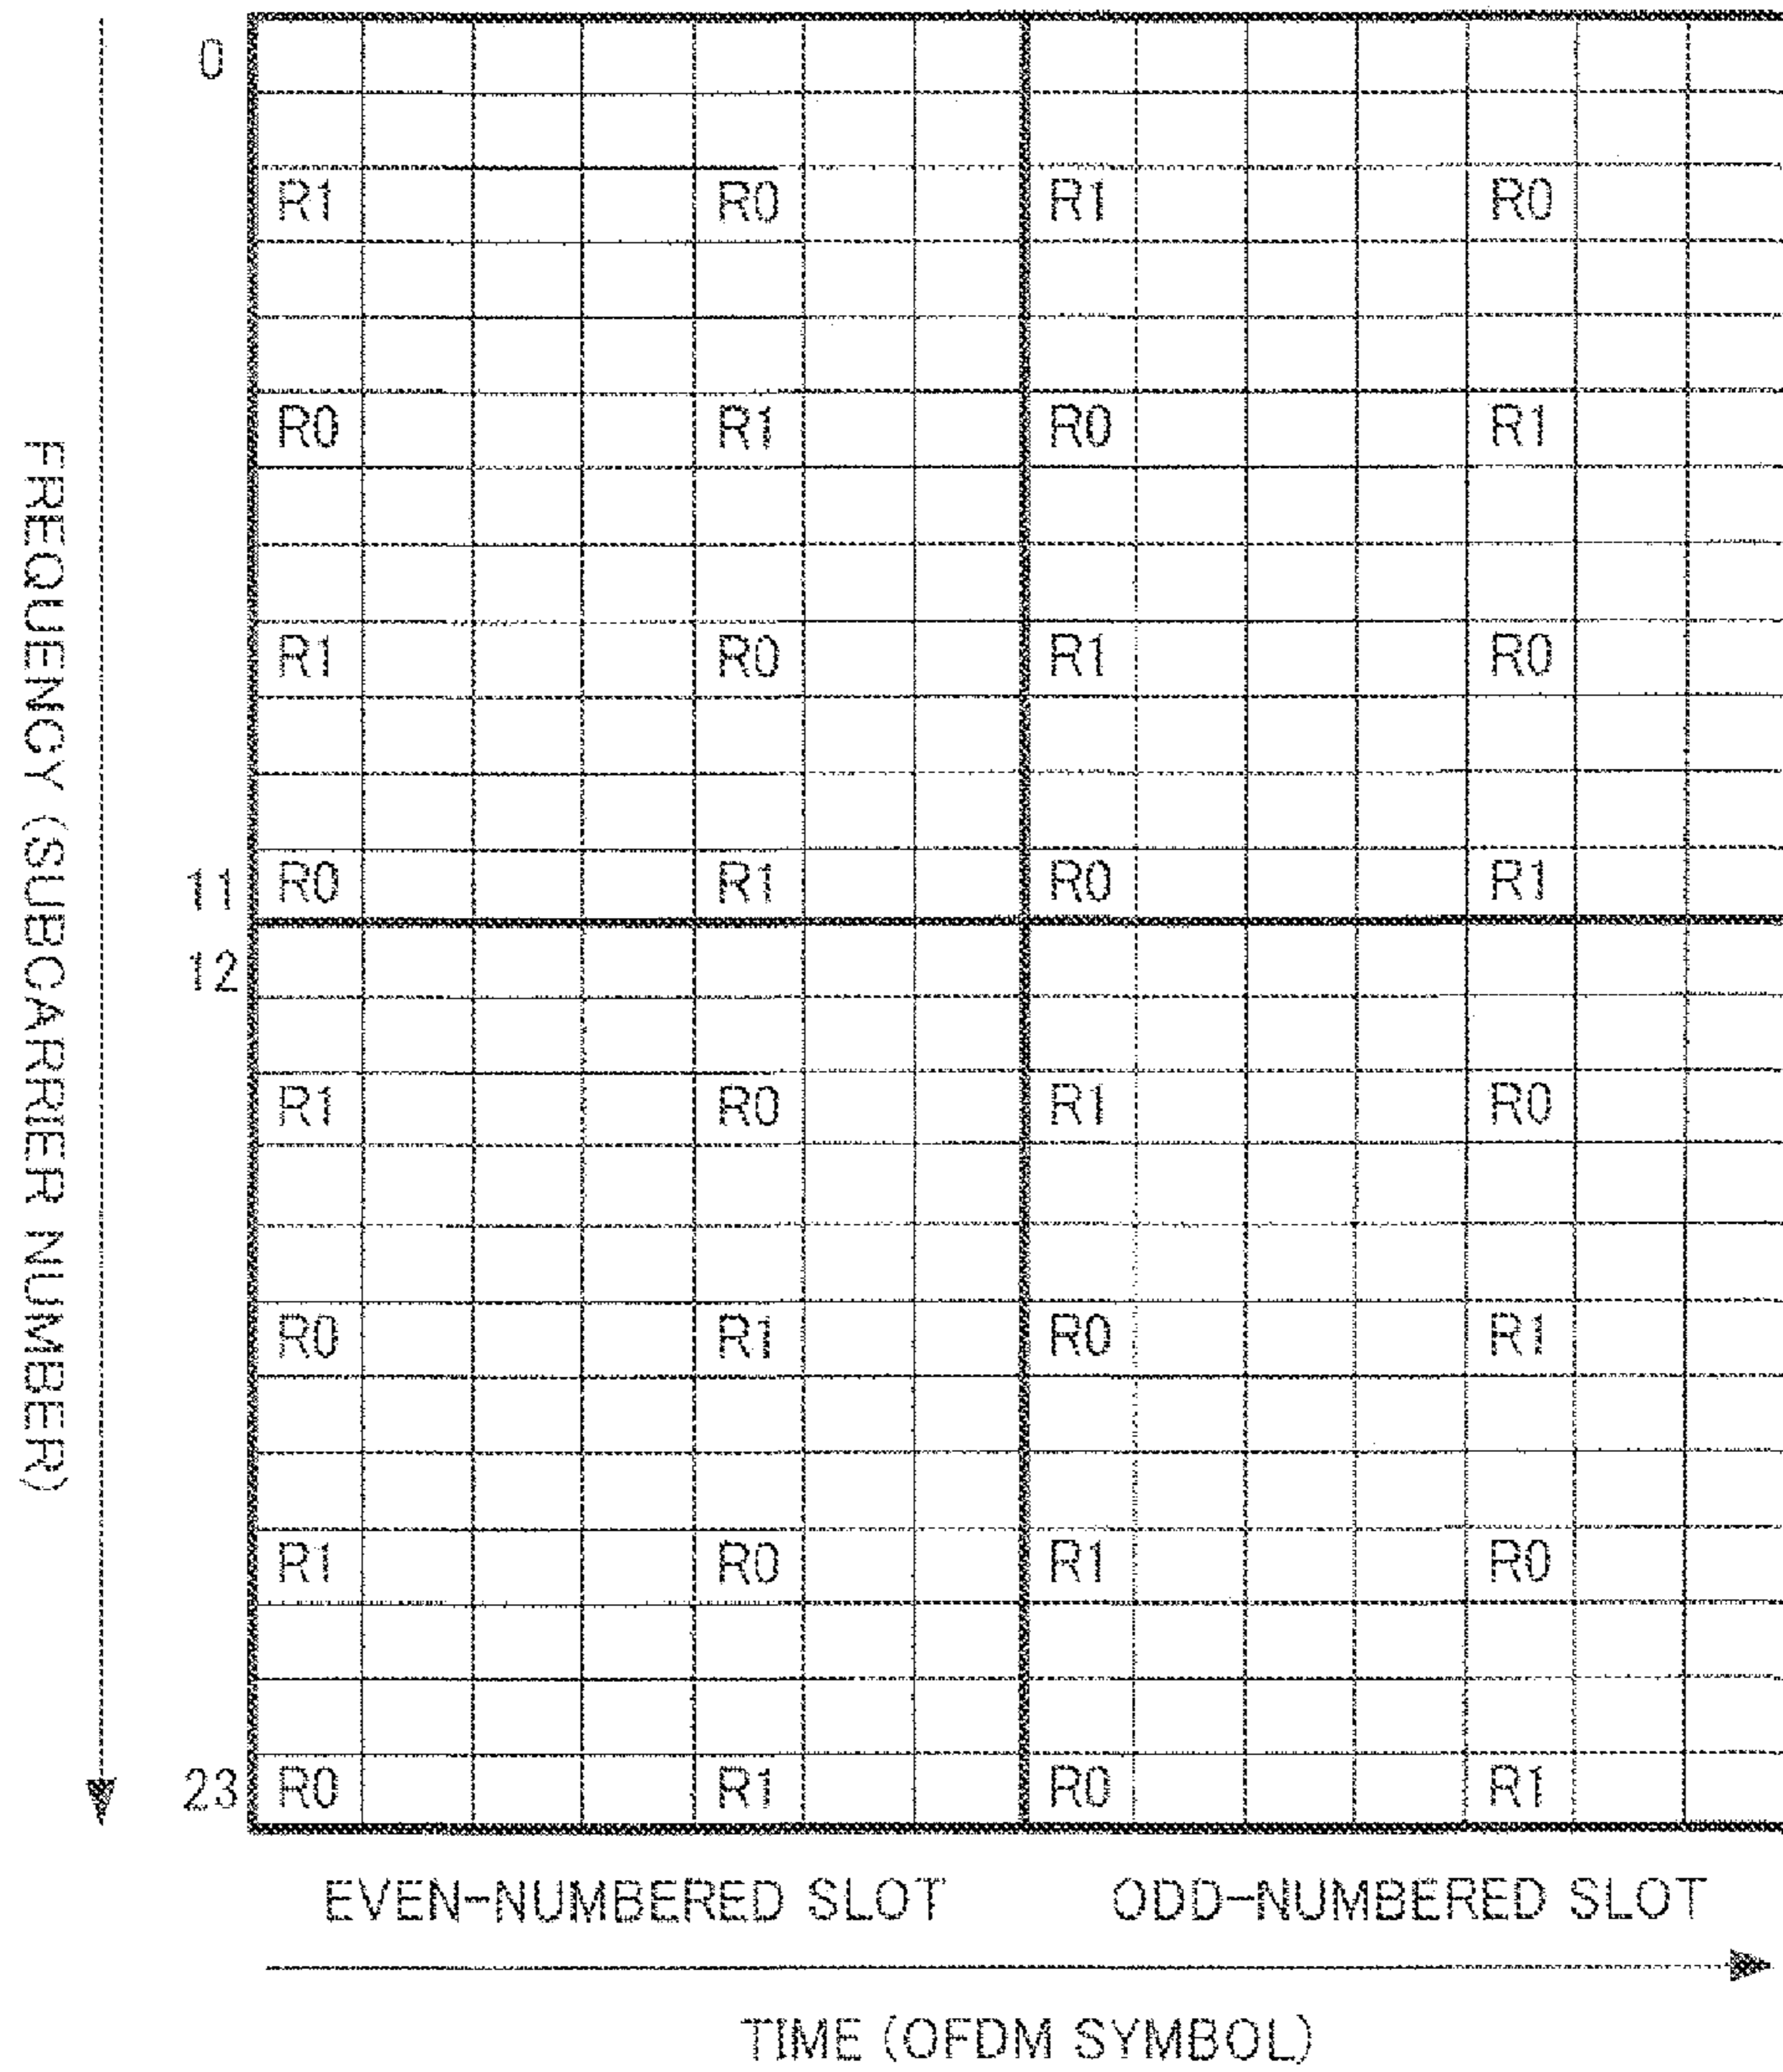 0
R1 R0 R1 R0
R0 R1 R0 R1
R1 R0 R1 R0
11 R0 R1 R0 R1
12
R1 R0 R1 R0
R0 R1 R0 R1
R1 R0 R1 R0
23 R0 R1 R0 R1
FREQUENCY (SUBCARRIER NUMBER)
EVEN-NUMBERED SLOT ODD-NUMBERED SLOT
TIME (OFDM SYMBOL)